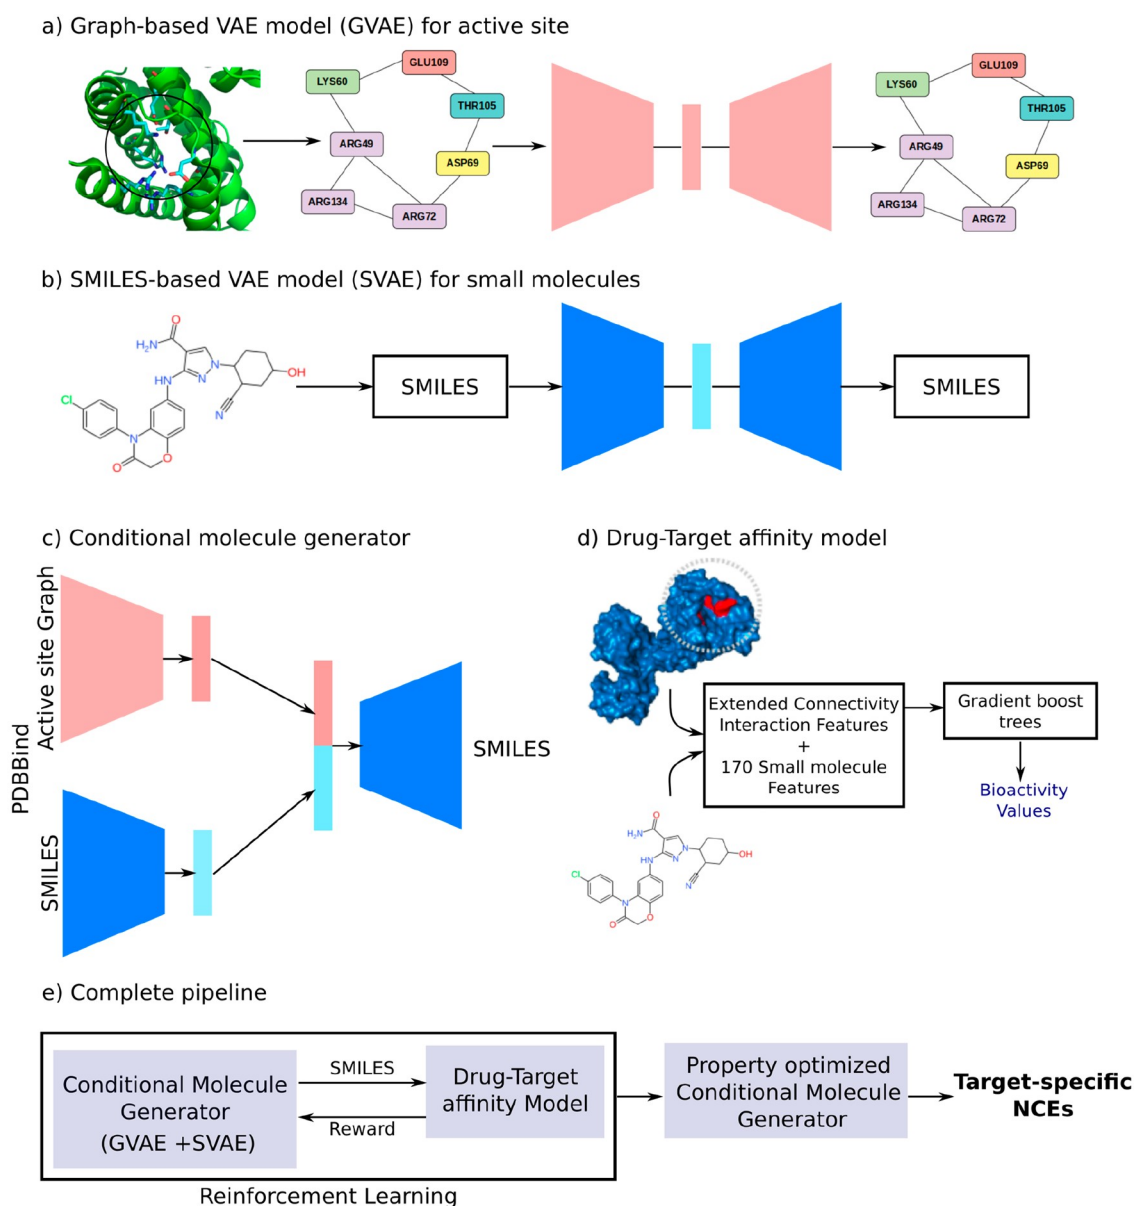 a) Graph-based VAE model (GVAE) for active site
GLU109
LYS60
THR105
ARG49
ASP69
ARG134
ARG72
GLU109
LYS60
THR105
ARG49
ASP69
ARG134
ARG72
b) SMILES-based VAE model (SVAE) for small molecules
O
H2N
N
N
HN
OH
N
Cl
N
O
O
SMILES
SMILES
c) Conditional molecule generator
PDBBind
Active site Graph
SMILES
SMILES
d) Drug-Target affinity model
Extended Connectivity
Interaction Features
+
170 Small molecule
Features
Gradient boost
trees
Bioactivity
Values
O
H2N
N
N
HN
OH
N
Cl
N
O
O
e) Complete pipeline
Conditional Molecule
Generator
(GVAE +SVAE)
SMILES
Reward
Drug-Target
affinity Model
Reinforcement Learning
Property optimized
Conditional Molecule
Generator
Target-specific
NCEs